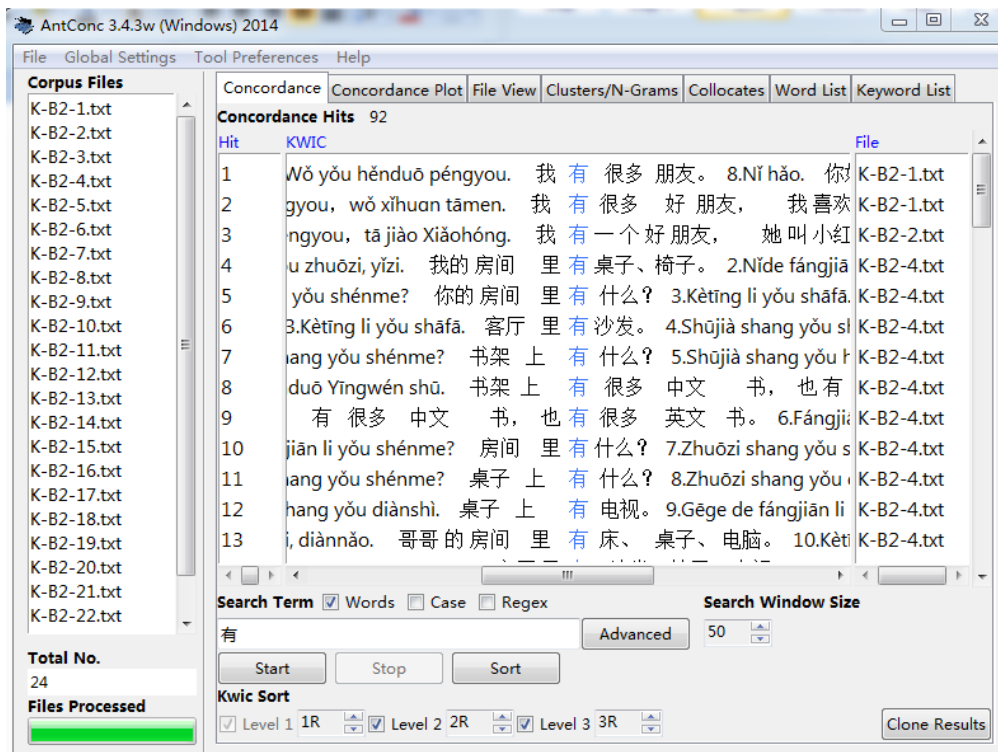 AntConc 3.4.3w (Windows) 2014
File Global Settings Tool Preferences Help
Corpus Files
K-B2-1.txt
K-B2-2.txt
K-B2-3.txt
K-B2-4.txt
K-B2-5.txt
K-B2-6.txt
K-B2-7.txt
K-B2-8.txt
K-B2-9.txt
K-B2-10.txt
K-B2-11.txt
K-B2-12.txt
K-B2-13.txt
K-B2-14.txt
K-B2-15.txt
K-B2-16.txt
K-B2-17.txt
K-B2-18.txt
K-B2-19.txt
K-B2-20.txt
K-B2-21.txt
K-B2-22.txt
Total No.
24
Files Processed
Concordance Concordance Plot File View Clusters/N-Grams Collocates Word List Keyword List
Concordance Hits 92
Hit KWIC File
1 Wǒ yǒu hěnduō péngyou. 我 有 很多 朋友。 8.Nǐ hǎo. K-B2-1.txt
2 gyou，wǒ xǐhuɑn tāmen. 我 有 很多 好 朋友， 我 喜欢 K-B2-1.txt
3 engyou，tā jiào Xiǎohóng. 我 有 一 个 好 朋友， 她 叫 小红 K-B2-2.txt
4 u zhuōzi, yǐzi. 我的 房间 里 有 桌子、椅子。 2.Nǐde fángjiā K-B2-4.txt
5 yǒu shénme? 你的 房间 里 有 什么? 3.Kètīng li yǒu shāfā. K-B2-4.txt
6 3.Kètīng li yǒu shāfā. 客厅 里 有 沙发。 4.Shūjià shang yǒu sh K-B2-4.txt
7 hang yǒu shénme? 书架 上 有 什么? 5.Shūjià shang yǒu h K-B2-4.txt
8 duō Yīngwén shū. 书架 上 有 很多 中文 书， 也 有 K-B2-4.txt
9 有 很多 中文 书， 也 有 很多 英文 书。 6.Fángjiā K-B2-4.txt
10 jiān li yǒu shénme? 房间 里 有 什么? 7.Zhuōzi shang yǒu s K-B2-4.txt
11 hang yǒu shénme? 桌子 上 有 什么? 8.Zhuōzi shang yǒu K-B2-4.txt
12 hang yǒu diànshì. 桌子 上 有 电视。 9.Gēge de fángjiān li K-B2-4.txt
13 i, diànnǎo. 哥哥 的 房间 里 有 床、 桌子、电脑。 10.Kèti K-B2-4.txt
Search Term Words Case Regex Search Window Size
有 Advanced 50
Start Stop Sort
Kwic Sort
Level 1 1R Level 2 2R Level 3 3R Clone Results